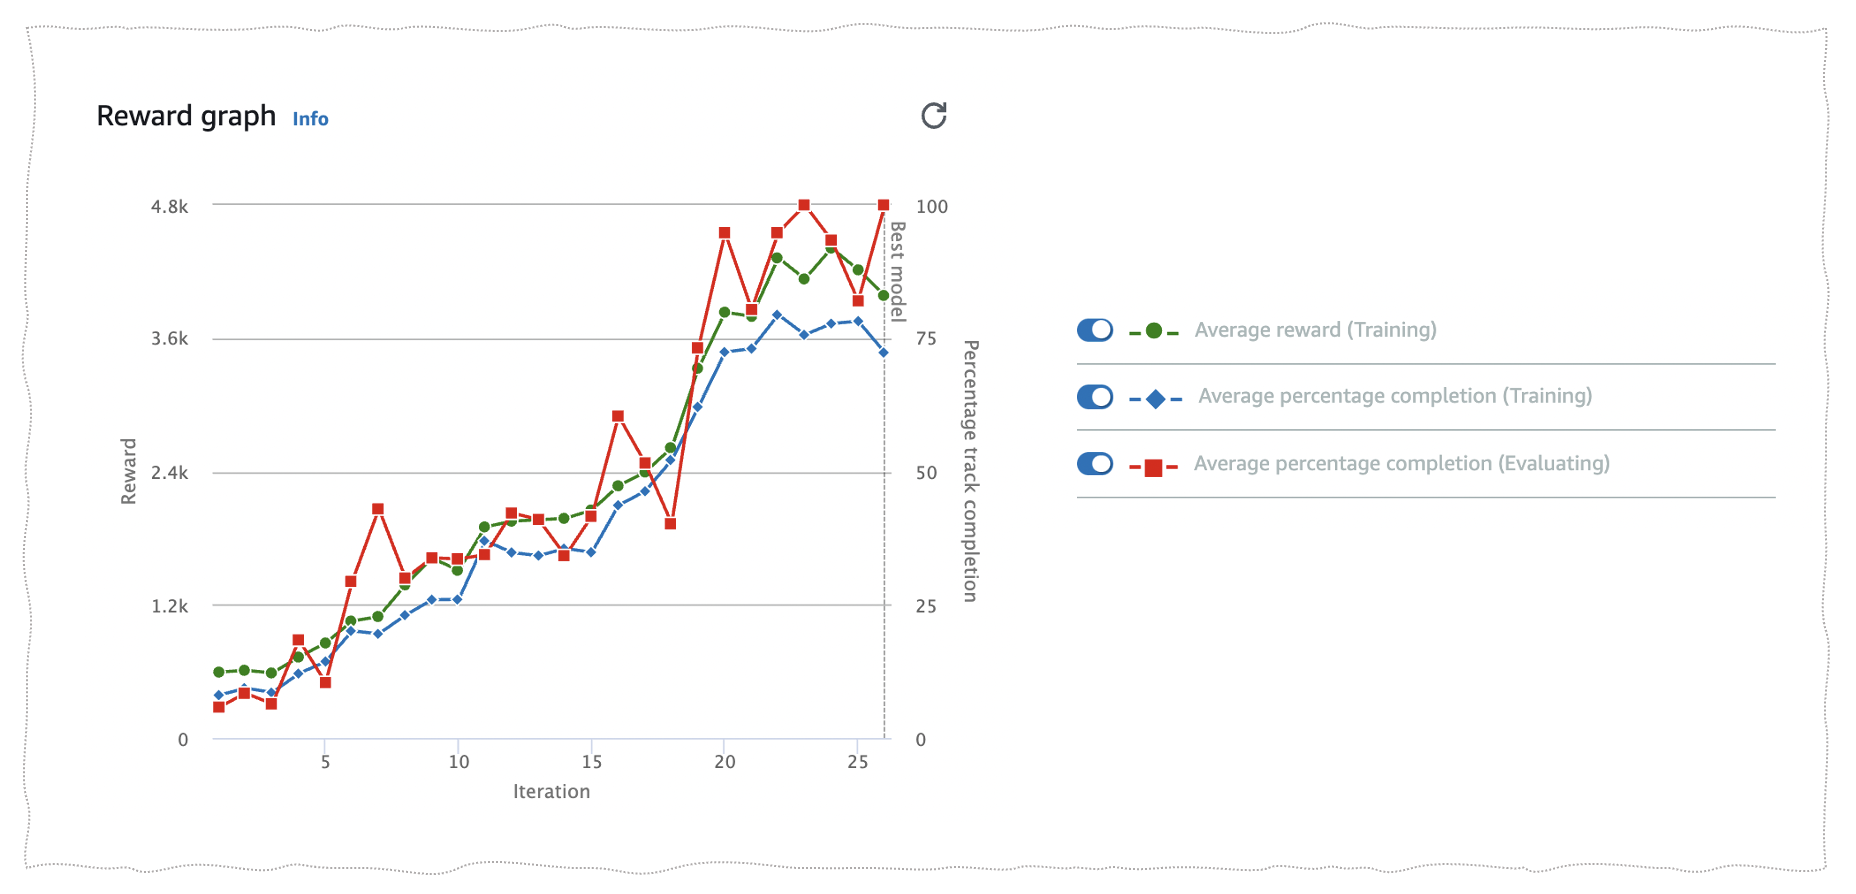 Reward graph Info
4.8k
3.6k
2.4k
1.2k
0
Reward
100
75
50
25
0
Percentage track completion
Best model
5 10 15 20 25
Iteration
Average reward (Training)
Average percentage completion (Training)
Average percentage completion (Evaluating)